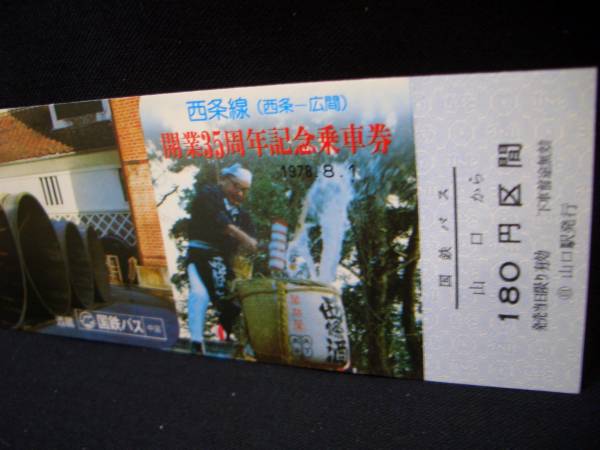 西条線(西条－広間)
開業35周年記念乗車券
1978.8.1
国鉄バス 中国
国鉄バス
山口から
180円区間
発売当日限り有効 下車前途無効
山口駅発行